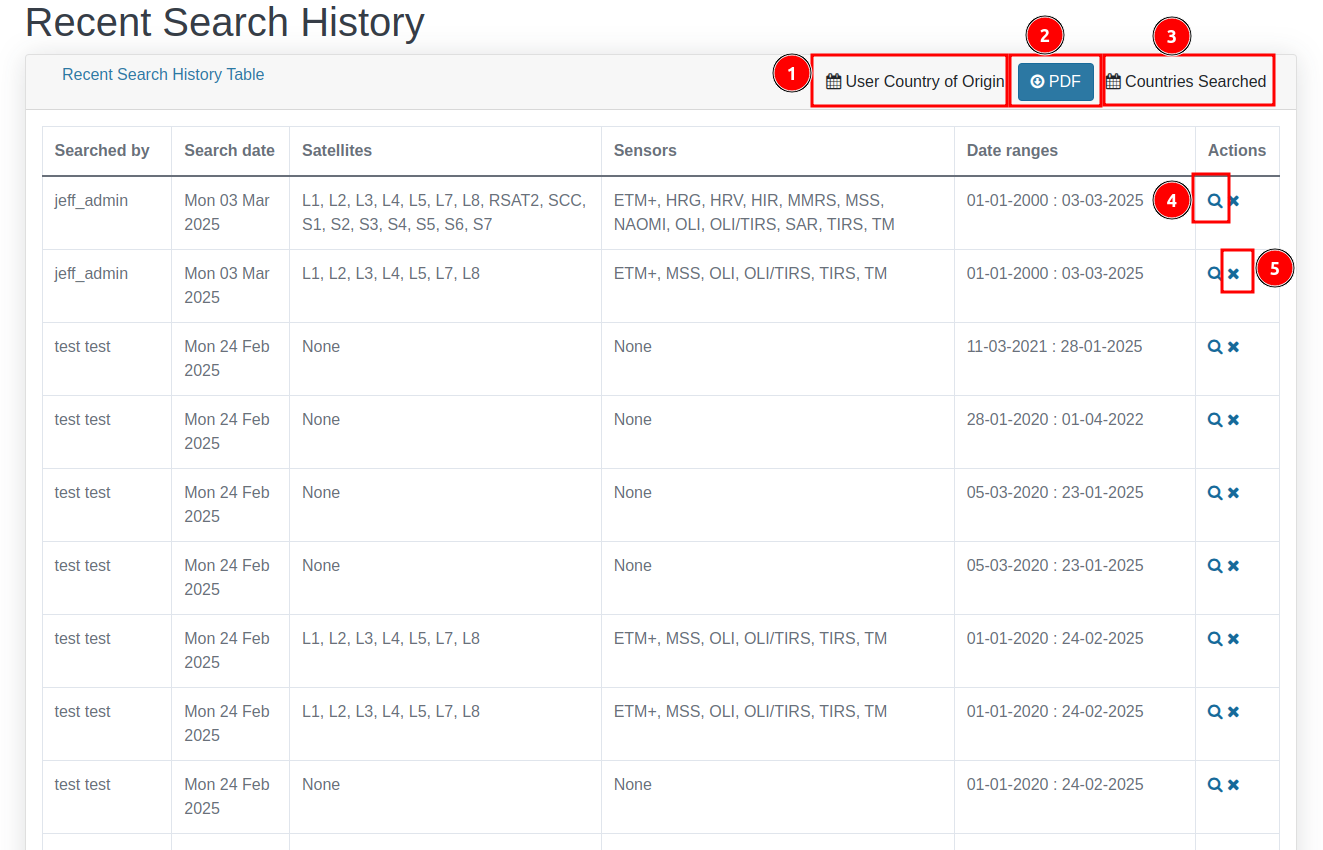 Recent Search History
Recent Search History Table
1
User Country of Origin
2
PDF
3
Countries Searched
Searched by Search date Satellites Sensors Date ranges Actions
jeff_admin Mon 03 Mar L1, L2, L3, L4, L5, L7, L8, RSAT2, SCC, ETM+, HRG, HRV, HIR, MMRS, MSS, 01-01-2000 : 03-03-2025 4
2025 S1, S2, S3, S4, S5, S6, S7 NAOMI, OLI, OLI/TIRS, SAR, TIRS, TM
jeff_admin Mon 03 Mar L1, L2, L3, L4, L5, L7, L8 ETM+, MSS, OLI, OLI/TIRS, TIRS, TM 01-01-2000 : 03-03-2025 5
2025
test test Mon 24 Feb None None 11-03-2021 : 28-01-2025
2025
test test Mon 24 Feb None None 28-01-2020 : 01-04-2022
2025
test test Mon 24 Feb None None 05-03-2020 : 23-01-2025
2025
test test Mon 24 Feb None None 05-03-2020 : 23-01-2025
2025
test test Mon 24 Feb L1, L2, L3, L4, L5, L7, L8 ETM+, MSS, OLI, OLI/TIRS, TIRS, TM 01-01-2020 : 24-02-2025
2025
test test Mon 24 Feb L1, L2, L3, L4, L5, L7, L8 ETM+, MSS, OLI, OLI/TIRS, TIRS, TM 01-01-2020 : 24-02-2025
2025
test test Mon 24 Feb None None 01-01-2020 : 24-02-2025
2025